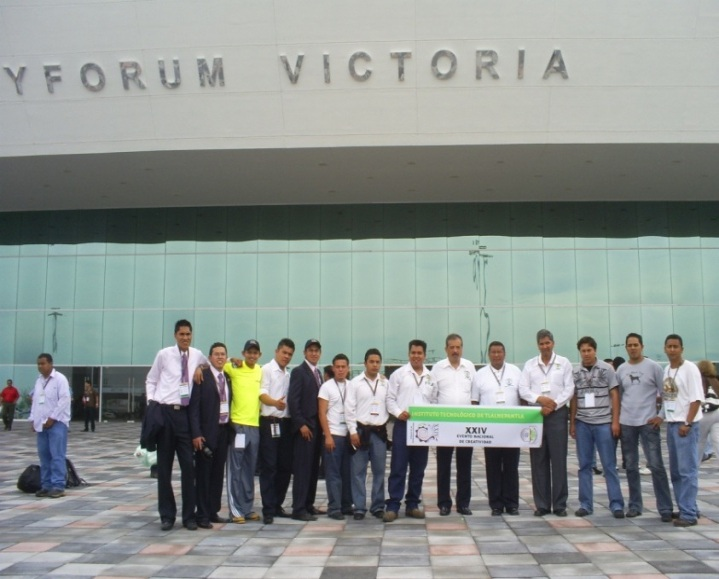 YFORUM VICTORIA
INSTITUTO TECNOLÓGICO DE TLALNEPANTLA
XXIV
EVENTO NACIONAL
DE CREATIVIDAD